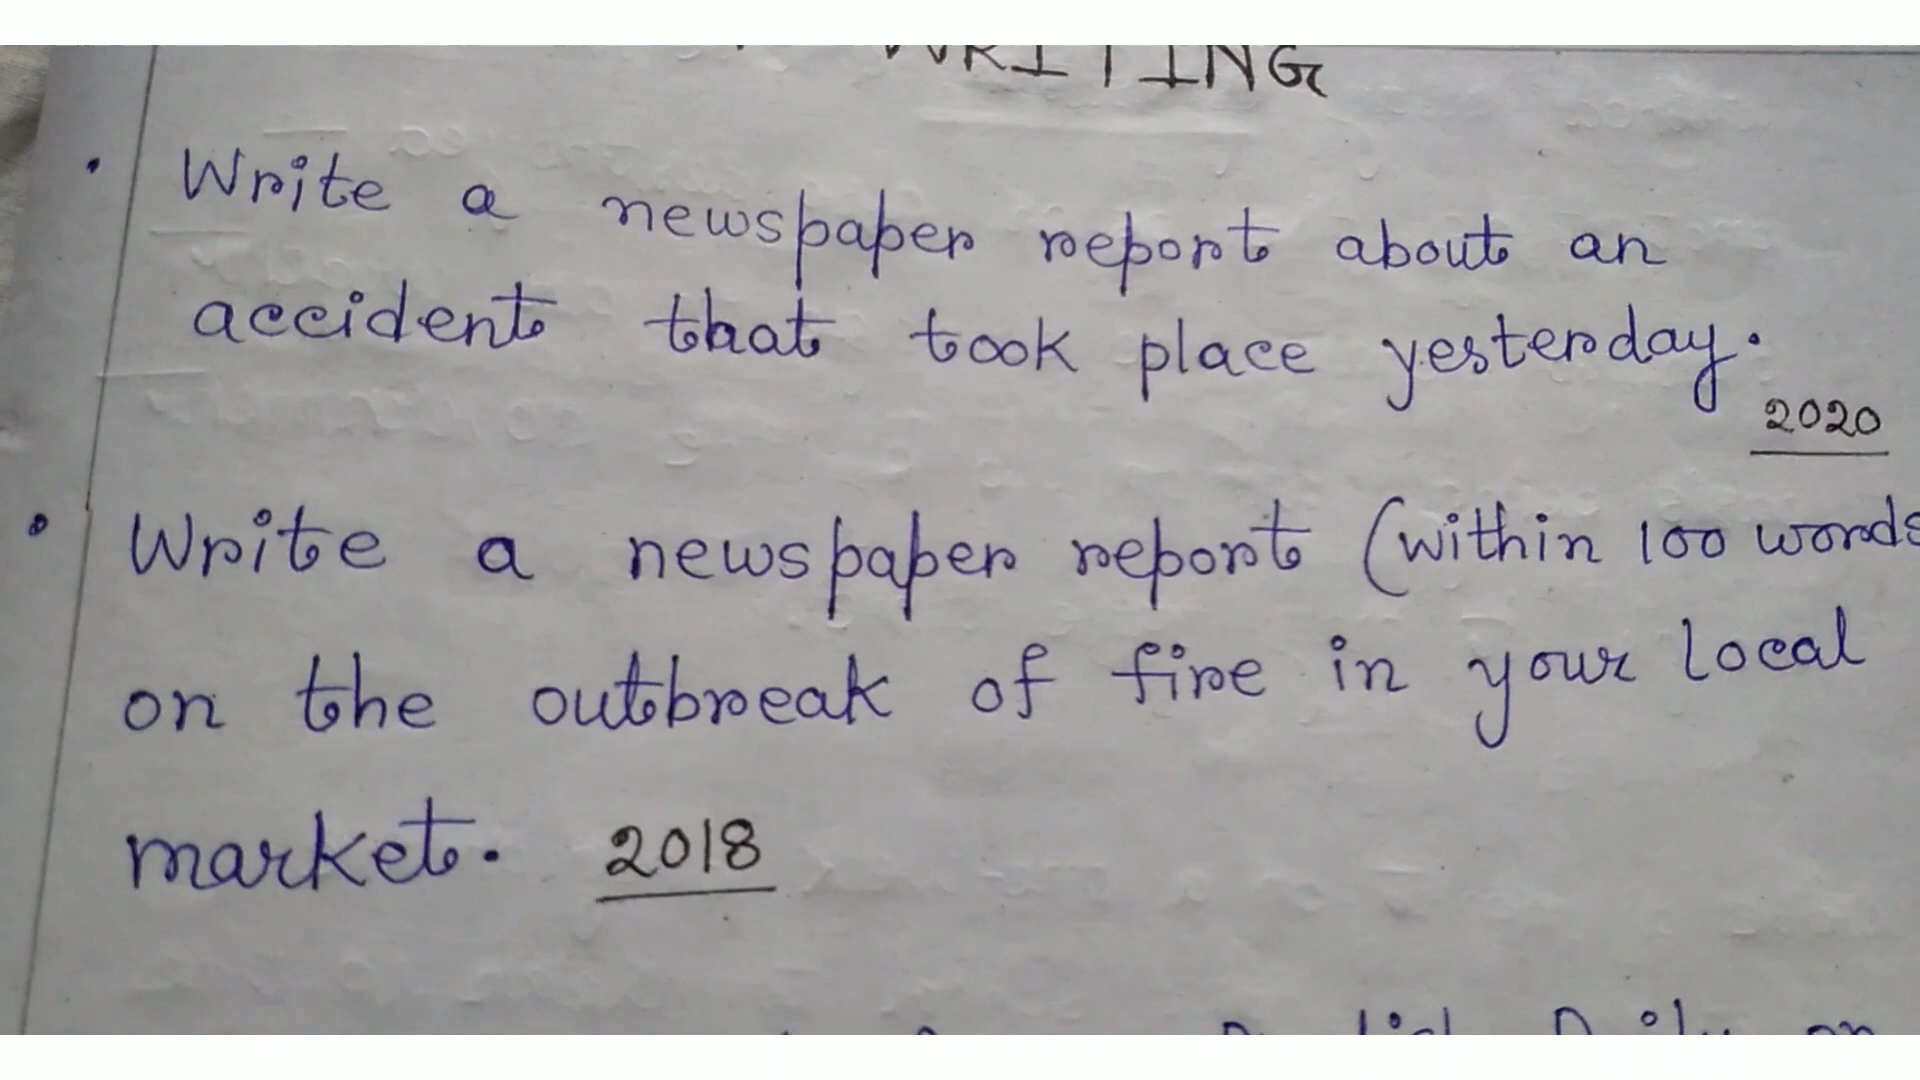 WRITING
• Write a newspaper report about an
accident that took place yesterday.
2020
• Write a newspaper report (within 100 words
on the outbreak of fire in your local
market. 2018